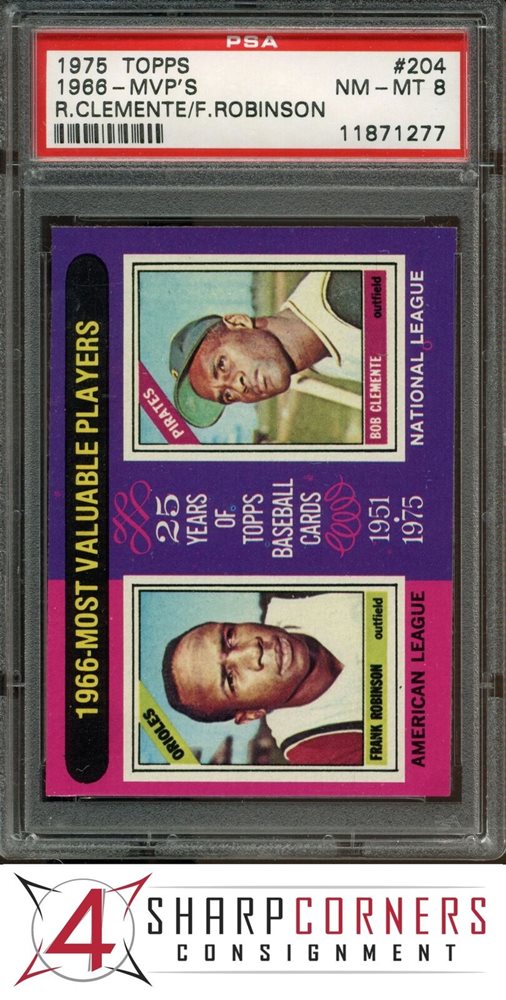 PSA
1975 TOPPS #204
1966-MVP'S NM-MT 8
R.CLEMENTE/F.ROBINSON
11871277
1966-MOST VALUABLE PLAYERS
ORIOLES
FRANK ROBINSON outfield
AMERICAN LEAGUE
25
YEARS
OF
TOPPS
BASEBALL
CARDS
1951
1975
PIRATES
BOB CLEMENTE outfield
NATIONAL LEAGUE
4
SHARPCORNERS
CONSIGNMENT